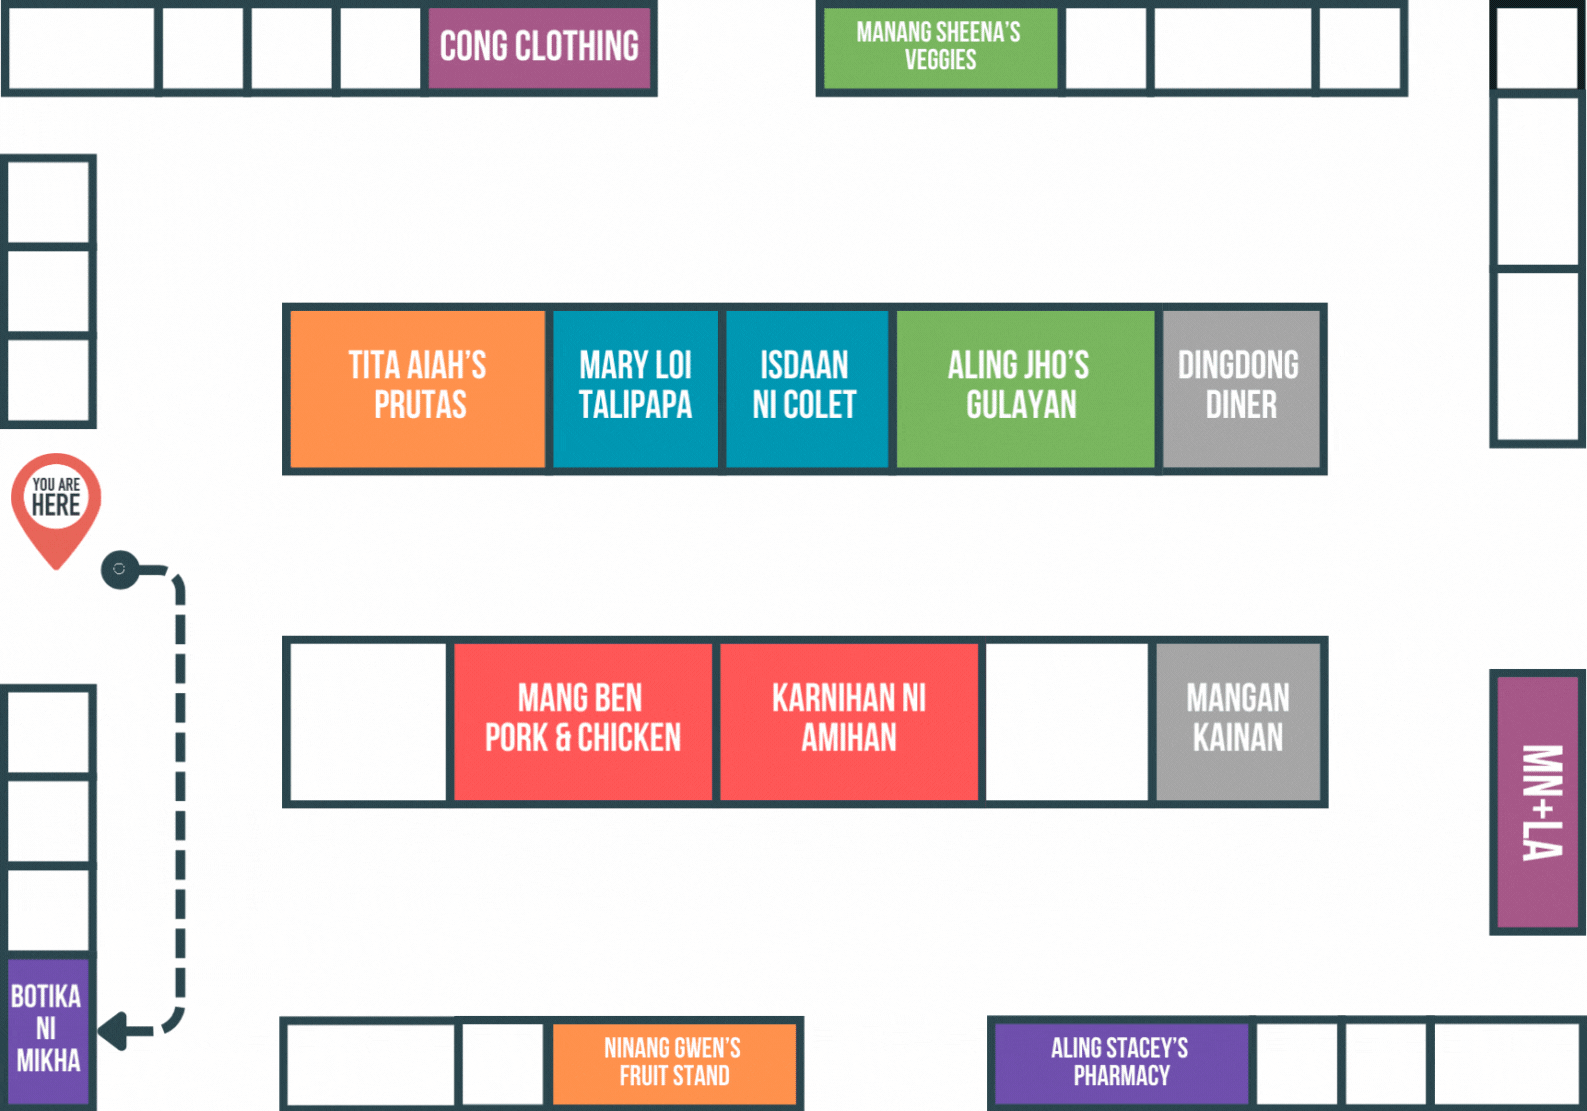 CONG CLOTHING
MANANG SHEENA'S
VEGGIES
TITA AIAH'S
PRUTAS
MARY LOI
TALIPAPA
ISDAAN
NI COLET
ALING JHO'S
GULAYAN
DINGDONG
DINER
YOU ARE
HERE
MANG BEN
PORK & CHICKEN
KARNIHAN NI
AMIHAN
MANGAN
KAINAN
MN+LA
BOTIKA
NI
MIKHA
NINANG GWEN'S
FRUIT STAND
ALING STACEY'S
PHARMACY